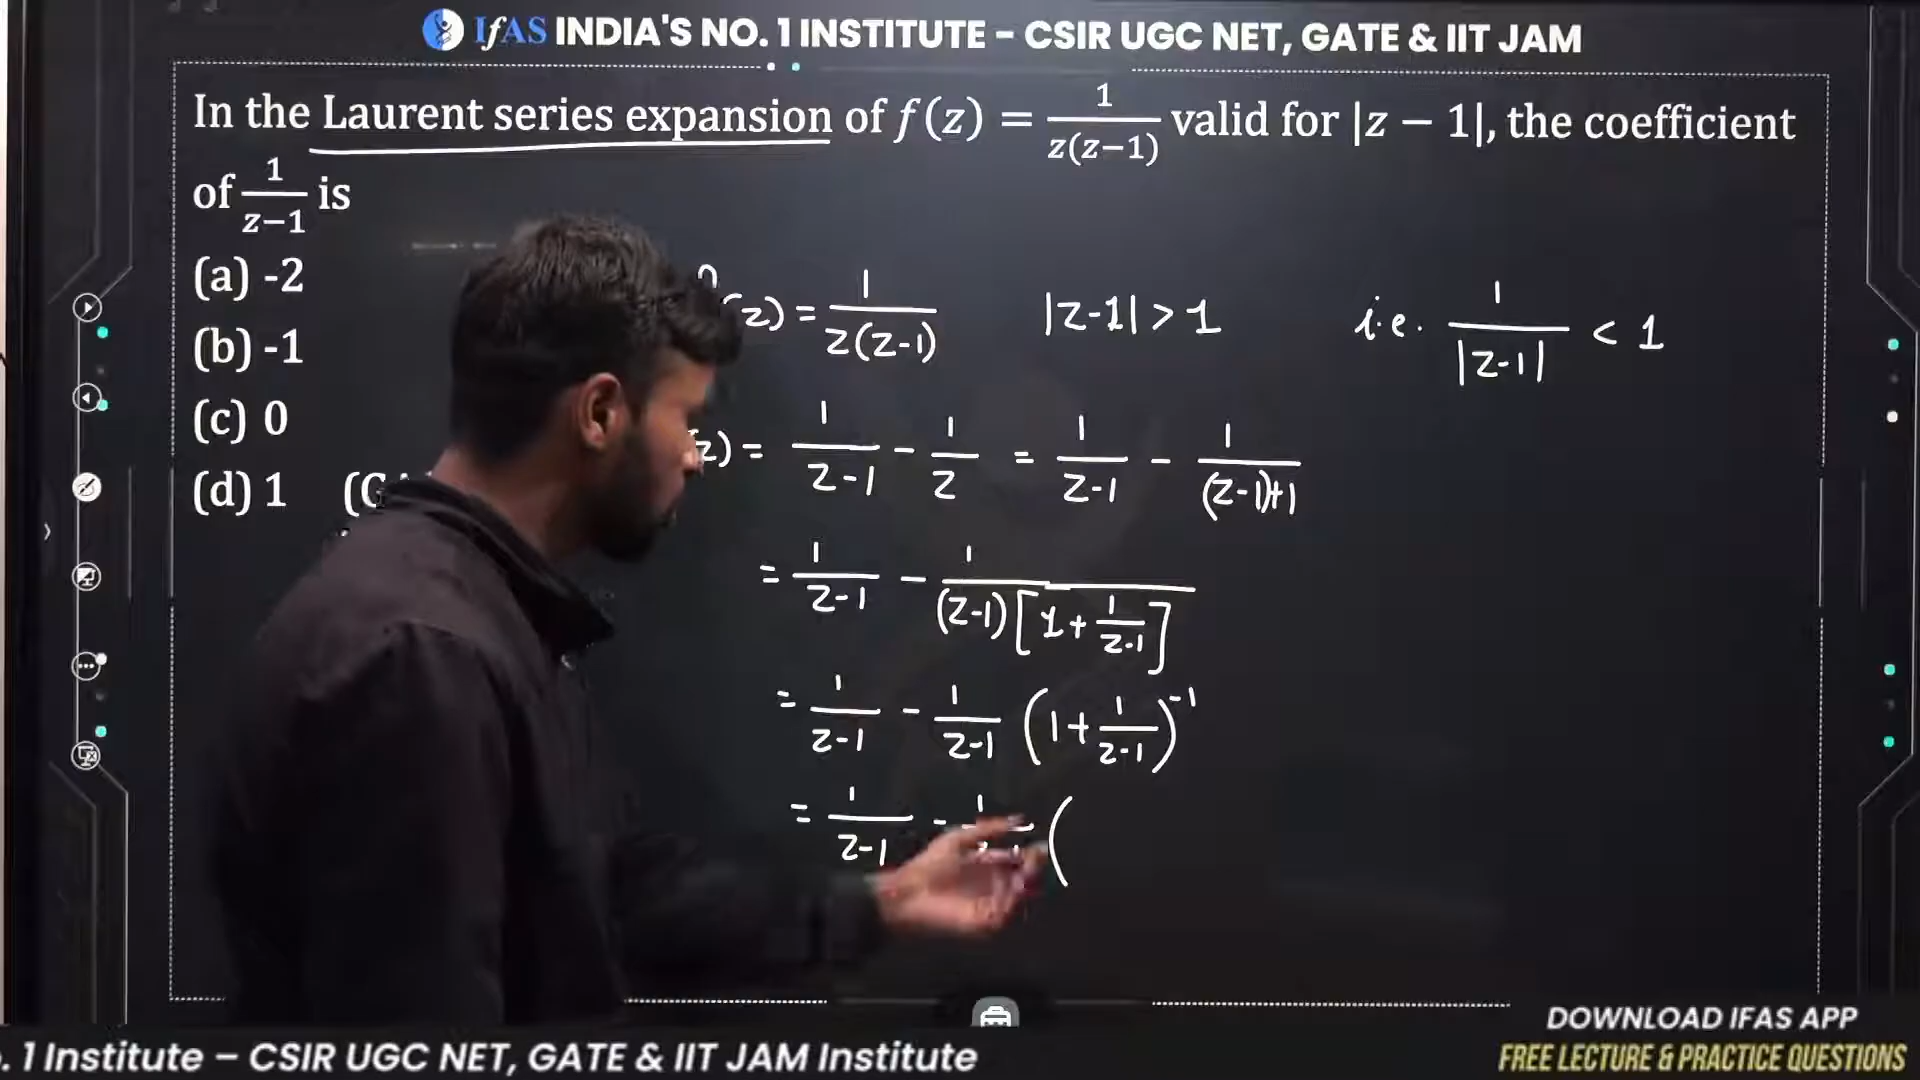 IfAS INDIA'S NO. 1 INSTITUTE - CSIR UGC NET, GATE & IIT JAM
In the Laurent series expansion of f(z) = 1/z(z−1) valid for |z − 1|, the coefficient
of 1/z−1 is
(a) -2
(b) -1
(c) 0
(d) 1
(z) = 1/z(z-1) |z-1| > 1 i.e. 1/|z-1| < 1
z) = 1/z-1 - 1/z = 1/z-1 - 1/(z-1)+1
= 1/z-1 - 1/(z-1)[1+1/z-1]
= 1/z-1 - 1/z-1 (1+1/z-1)^-1
= 1/z-1 - 1/ (
DOWNLOAD IFAS APP
. 1 Institute – CSIR UGC NET, GATE & IIT JAM Institute
FREE LECTURE & PRACTICE QUESTIONS